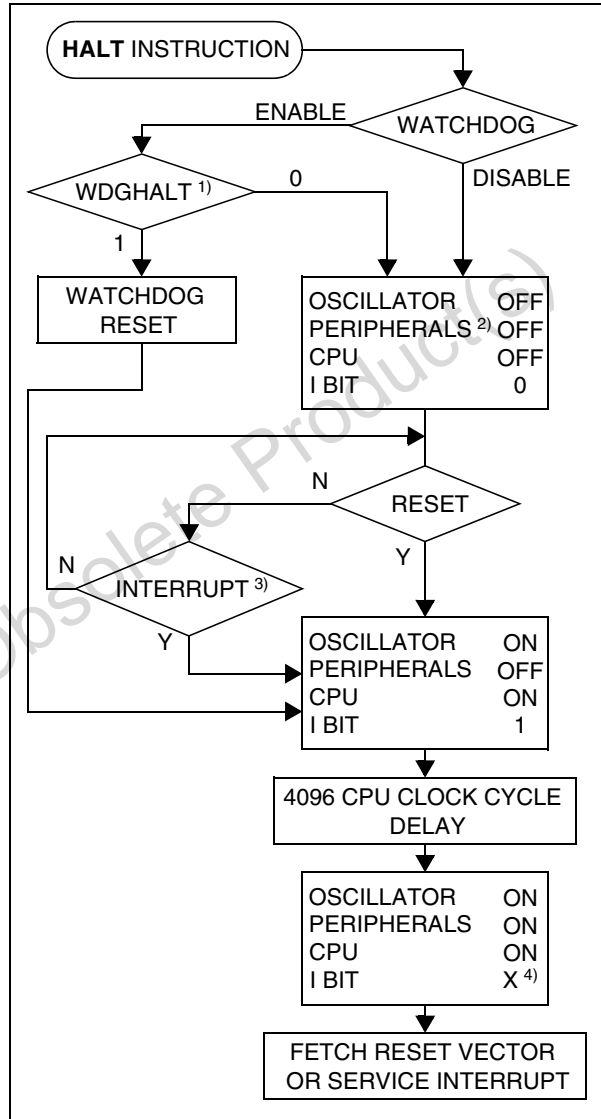 HALT INSTRUCTION
WATCHDOG
ENABLE
DISABLE
WDGHALT 1)
0
1
WATCHDOG
RESET
OSCILLATOR OFF
PERIPHERALS 2) OFF
CPU OFF
I BIT 0
RESET
N
Y
INTERRUPT 3)
N
Y
OSCILLATOR ON
PERIPHERALS OFF
CPU ON
I BIT 1
4096 CPU CLOCK CYCLE
DELAY
OSCILLATOR ON
PERIPHERALS ON
CPU ON
I BIT X 4)
FETCH RESET VECTOR
OR SERVICE INTERRUPT
Obsolete Product(s)